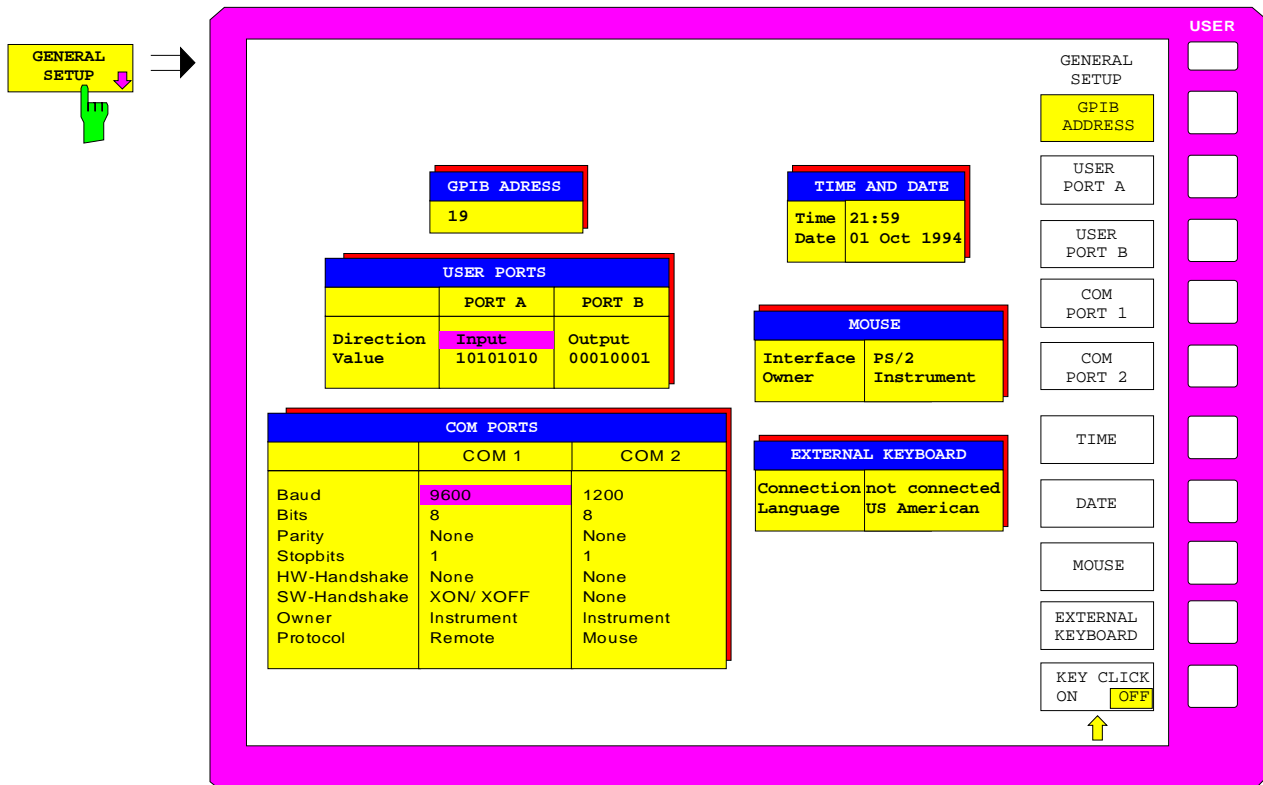 GENERAL
SETUP
USER
GENERAL
SETUP
GPIB
ADDRESS
USER
PORT A
USER
PORT B
COM
PORT 1
COM
PORT 2
TIME
DATE
MOUSE
EXTERNAL
KEYBOARD
KEY CLICK
ON OFF
GPIB ADRESS
19
USER PORTS
PORT A PORT B
Direction Input Output
Value 10101010 00010001
COM PORTS
COM 1 COM 2
Baud 9600 1200
Bits 8 8
Parity None None
Stopbits 1 1
HW-Handshake None None
SW-Handshake XON/ XOFF None
Owner Instrument Instrument
Protocol Remote Mouse
TIME AND DATE
Time 21:59
Date 01 Oct 1994
MOUSE
Interface PS/2
Owner Instrument
EXTERNAL KEYBOARD
Connection not connected
Language US American